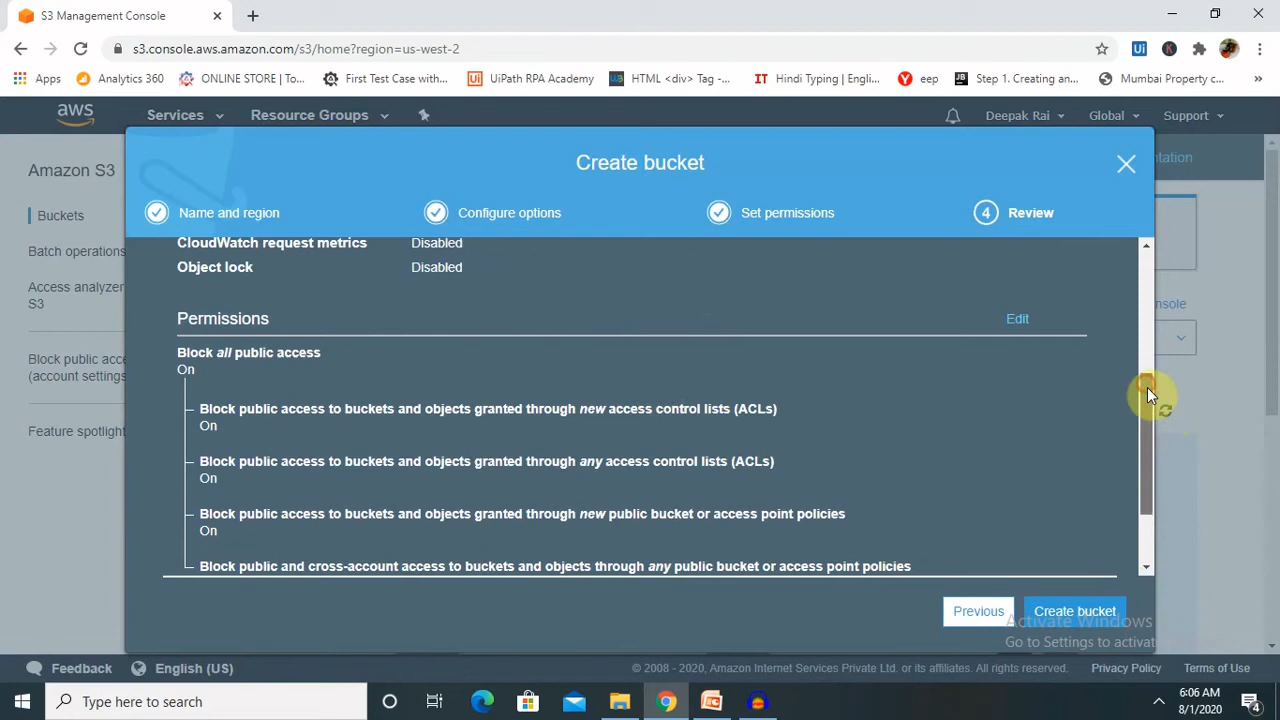 S3 Management Console
s3.console.aws.amazon.com/s3/home?region=us-west-2
Apps
Analytics 360
ONLINE STORE | To...
First Test Case with...
UiPath RPA Academy
HTML <div> Tag -...
Hindi Typing | Engli...
eep
Step 1. Creating an...
Mumbai Property c...
aws
Services
Resource Groups
Deepak Rai
Global
Support
Amazon S3
Buckets
Batch operations
Access analyzer
S3
Block public acce
(account settings
Feature spotlight
ntation
nsole
Create bucket
Name and region
Configure options
Set permissions
4 Review
CloudWatch request metrics Disabled
Object lock Disabled
Permissions Edit
Block all public access
On
Block public access to buckets and objects granted through new access control lists (ACLs)
On
Block public access to buckets and objects granted through any access control lists (ACLs)
On
Block public access to buckets and objects granted through new public bucket or access point policies
On
Block public and cross-account access to buckets and objects through any public bucket or access point policies
Previous
Create bucket
Activate Windows
Go to Settings to activat
Feedback
English (US)
© 2008 - 2020, Amazon Internet Services Private Ltd. or its affiliates. All rights reserved.
Privacy Policy
Terms of Use
Type here to search
6:06 AM
8/1/2020
4